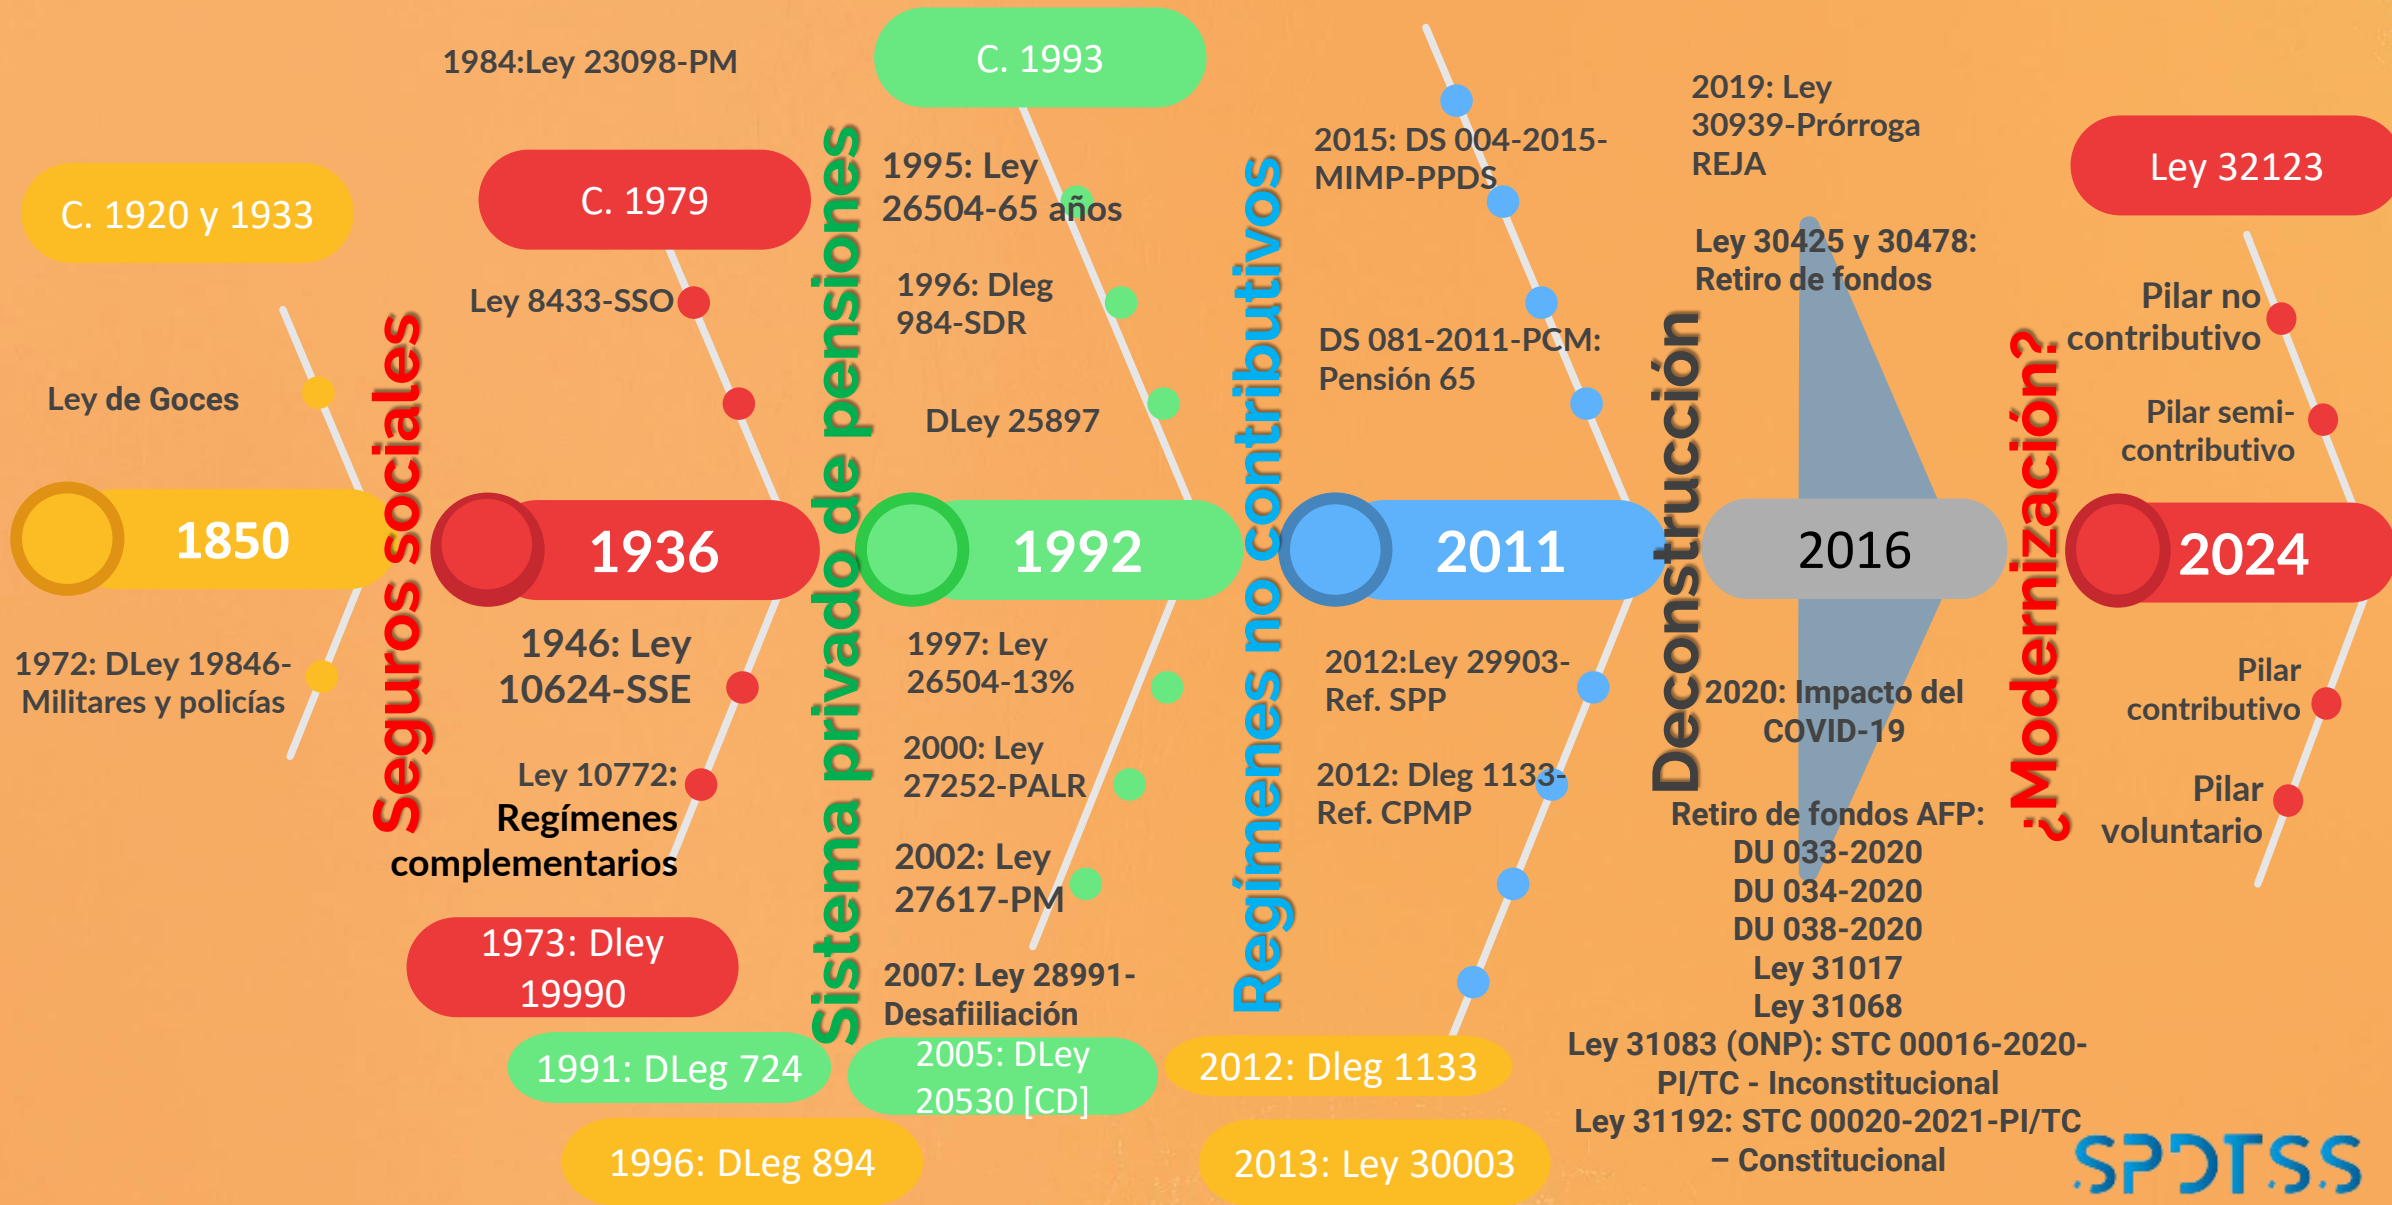 C. 1920 y 1933
Ley de Goces
1850
1972: DLey 19846-
Militares y policías
Seguros sociales
1984:Ley 23098-PM
C. 1979
Ley 8433-SSO
1936
1946: Ley
10624-SSE
Ley 10772:
Regímenes
complementarios
1973: Dley
19990
1991: DLeg 724
1996: DLeg 894
Sistema privado de pensiones
C. 1993
1995: Ley
26504-65 años
1996: Dleg
984-SDR
DLey 25897
1992
1997: Ley
26504-13%
2000: Ley
27252-PALR
2002: Ley
27617-PM
2007: Ley 28991-
Desafiiliación
2005: DLey
20530 [CD]
Regímenes no contributivos
2015: DS 004-2015-
MIMP-PPDS
DS 081-2011-PCM:
Pensión 65
2011
2012:Ley 29903-
Ref. SPP
2012: Dleg 1133-
Ref. CPMP
2012: Dleg 1133
2013: Ley 30003
Deconstrucción
2019: Ley
30939-Prórroga
REJA
Ley 30425 y 30478:
Retiro de fondos
2016
2020: Impacto del
COVID-19
Retiro de fondos AFP:
DU 033-2020
DU 034-2020
DU 038-2020
Ley 31017
Ley 31068
Ley 31083 (ONP): STC 00016-2020-
PI/TC - Inconstitucional
Ley 31192: STC 00020-2021-PI/TC
– Constitucional
¿Modernización?
Ley 32123
Pilar no
contributivo
Pilar semi-
contributivo
2024
Pilar
contributivo
Pilar
voluntario
SPDTSS